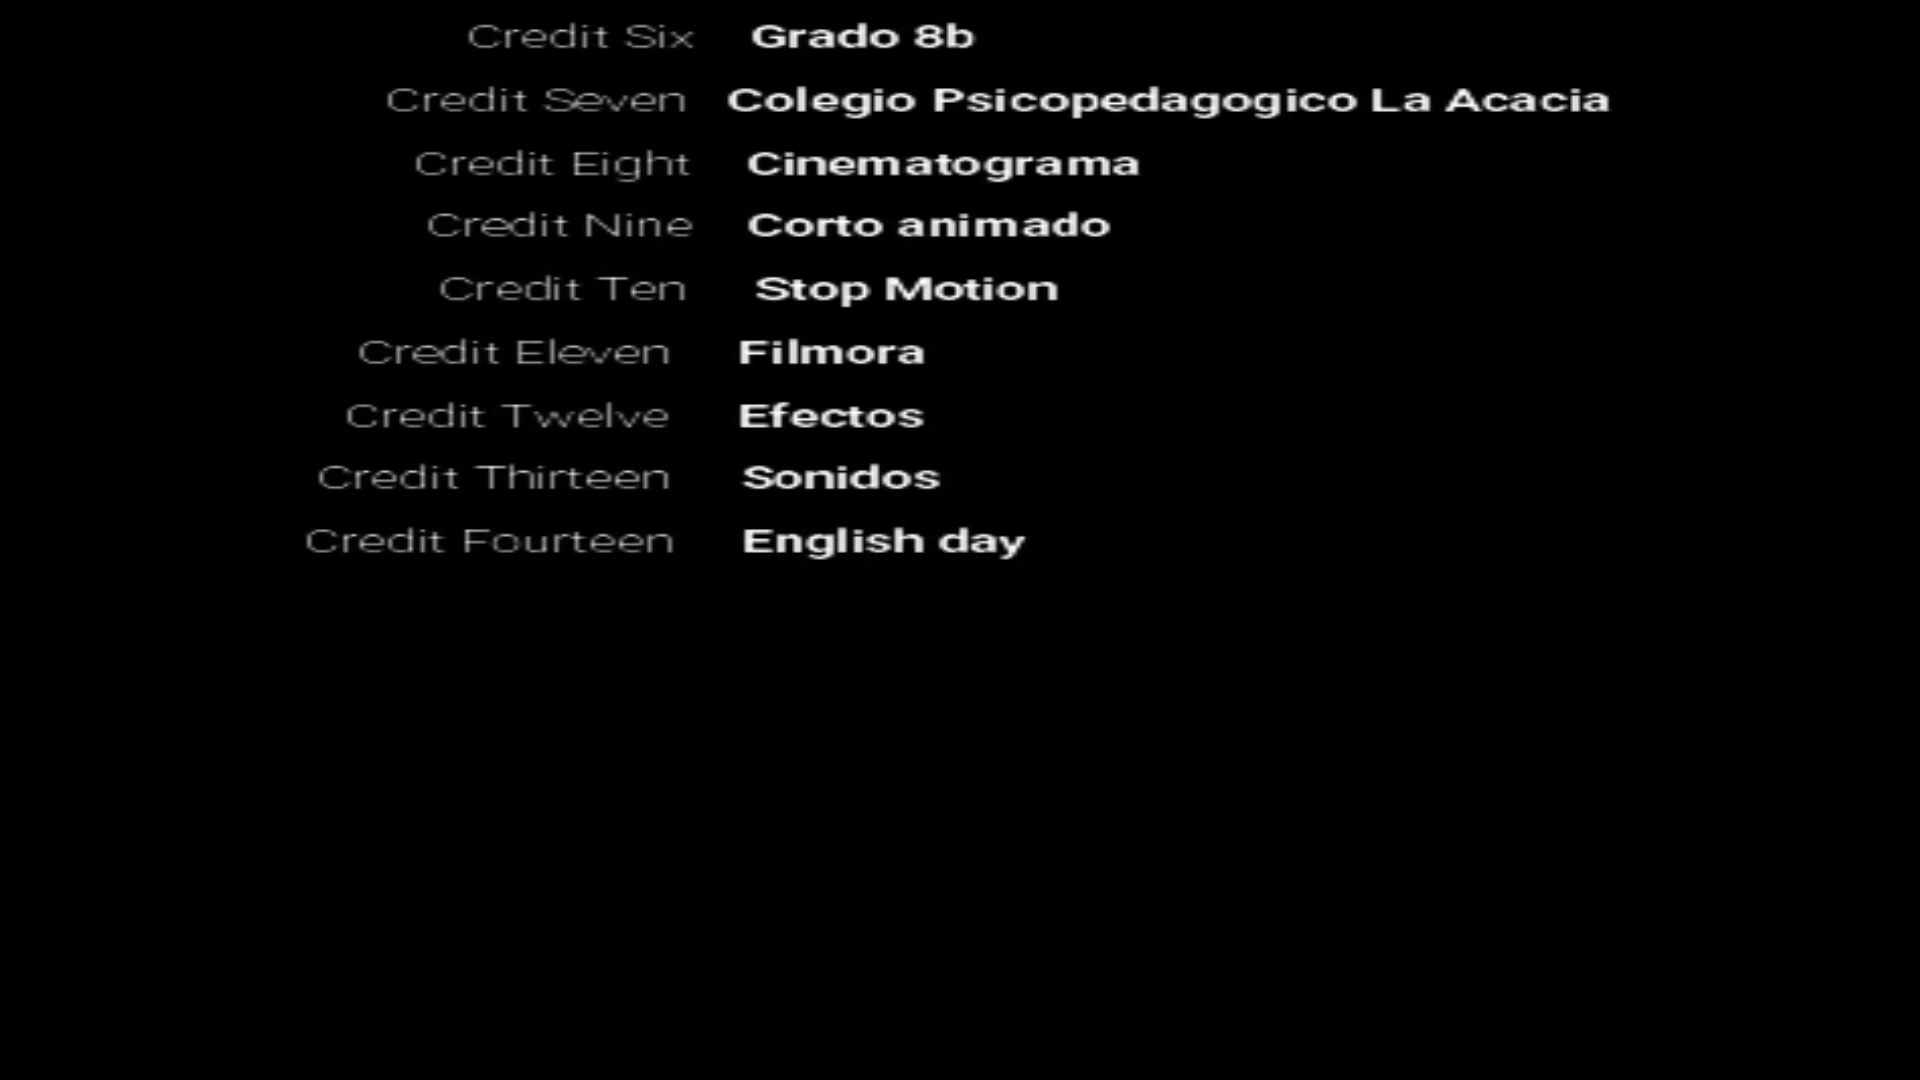 Credit Six Grado 8b
Credit Seven Colegio Psicopedagogico La Acacia
Credit Eight Cinematograma
Credit Nine Corto animado
Credit Ten Stop Motion
Credit Eleven Filmora
Credit Twelve Efectos
Credit Thirteen Sonidos
Credit Fourteen English day